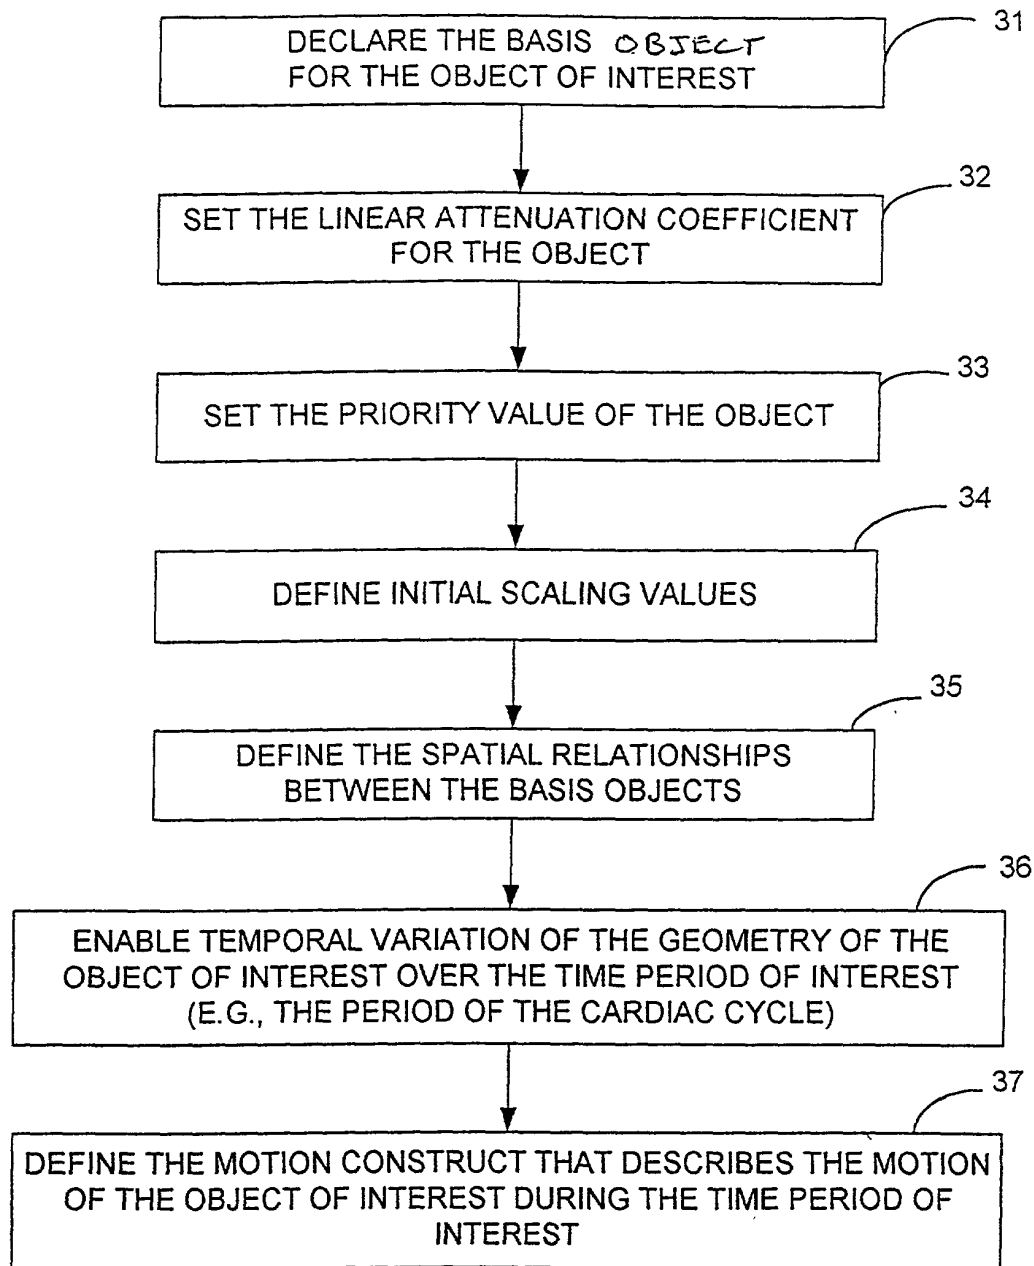 31
DECLARE THE BASIS OBJECT
FOR THE OBJECT OF INTEREST
32
SET THE LINEAR ATTENUATION COEFFICIENT
FOR THE OBJECT
33
SET THE PRIORITY VALUE OF THE OBJECT
34
DEFINE INITIAL SCALING VALUES
35
DEFINE THE SPATIAL RELATIONSHIPS
BETWEEN THE BASIS OBJECTS
36
ENABLE TEMPORAL VARIATION OF THE GEOMETRY OF THE
OBJECT OF INTEREST OVER THE TIME PERIOD OF INTEREST
(E.G., THE PERIOD OF THE CARDIAC CYCLE)
37
DEFINE THE MOTION CONSTRUCT THAT DESCRIBES THE MOTION
OF THE OBJECT OF INTEREST DURING THE TIME PERIOD OF
INTEREST